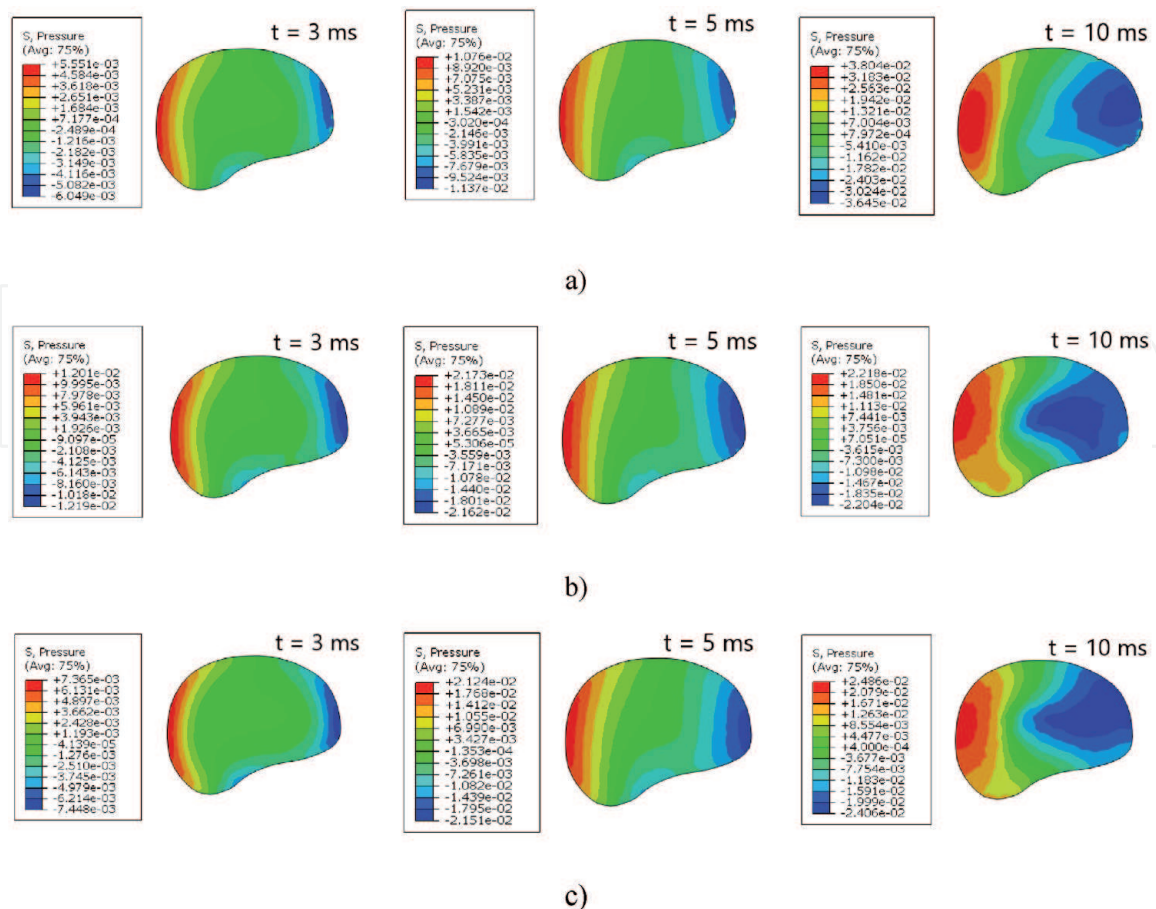 t = 3 ms
S, Pressure
(Avg: 75%)
+5.551e-03
+4.584e-03
+3.618e-03
+2.651e-03
+1.684e-03
+7.177e-04
-2.489e-04
-1.216e-03
-2.182e-03
-3.149e-03
-4.116e-03
-5.082e-03
-6.049e-03
t = 5 ms
S, Pressure
(Avg: 75%)
+1.076e-02
+8.920e-03
+7.075e-03
+5.231e-03
+3.387e-03
+1.542e-03
-3.020e-04
-2.146e-03
-3.991e-03
-5.835e-03
-7.679e-03
-9.524e-03
-1.137e-02
t = 10 ms
S, Pressure
(Avg: 75%)
+3.804e-02
+3.183e-02
+2.563e-02
+1.942e-02
+1.321e-02
+7.004e-03
+7.972e-04
-5.410e-03
-1.162e-02
-1.782e-02
-2.403e-02
-3.024e-02
-3.645e-02
a)
t = 3 ms
S, Pressure
(Avg: 75%)
+1.201e-02
+9.995e-03
+7.978e-03
+5.961e-03
+3.943e-03
+1.926e-03
-9.097e-05
-2.108e-03
-4.125e-03
-6.143e-03
-8.160e-03
-1.018e-02
-1.219e-02
t = 5 ms
S, Pressure
(Avg: 75%)
+2.173e-02
+1.811e-02
+1.450e-02
+1.089e-02
+7.277e-03
+3.665e-03
+5.306e-05
-3.559e-03
-7.171e-03
-1.078e-02
-1.440e-02
-1.801e-02
-2.162e-02
t = 10 ms
S, Pressure
(Avg: 75%)
+2.218e-02
+1.850e-02
+1.481e-02
+1.113e-02
+7.441e-03
+3.756e-03
+7.051e-05
-3.615e-03
-7.300e-03
-1.098e-02
-1.467e-02
-1.835e-02
-2.204e-02
b)
t = 3 ms
S, Pressure
(Avg: 75%)
+7.365e-03
+6.131e-03
+4.897e-03
+3.662e-03
+2.428e-03
+1.193e-03
-4.139e-05
-1.276e-03
-2.510e-03
-3.745e-03
-4.979e-03
-6.214e-03
-7.448e-03
t = 5 ms
S, Pressure
(Avg: 75%)
+2.124e-02
+1.768e-02
+1.412e-02
+1.055e-02
+6.990e-03
+3.427e-03
-1.353e-04
-3.698e-03
-7.261e-03
-1.082e-02
-1.439e-02
-1.795e-02
-2.151e-02
t = 10 ms
S, Pressure
(Avg: 75%)
+2.486e-02
+2.079e-02
+1.671e-02
+1.263e-02
+8.554e-03
+4.477e-03
+4.000e-04
-3.677e-03
-7.754e-03
-1.183e-02
-1.591e-02
-1.999e-02
-2.406e-02
c)